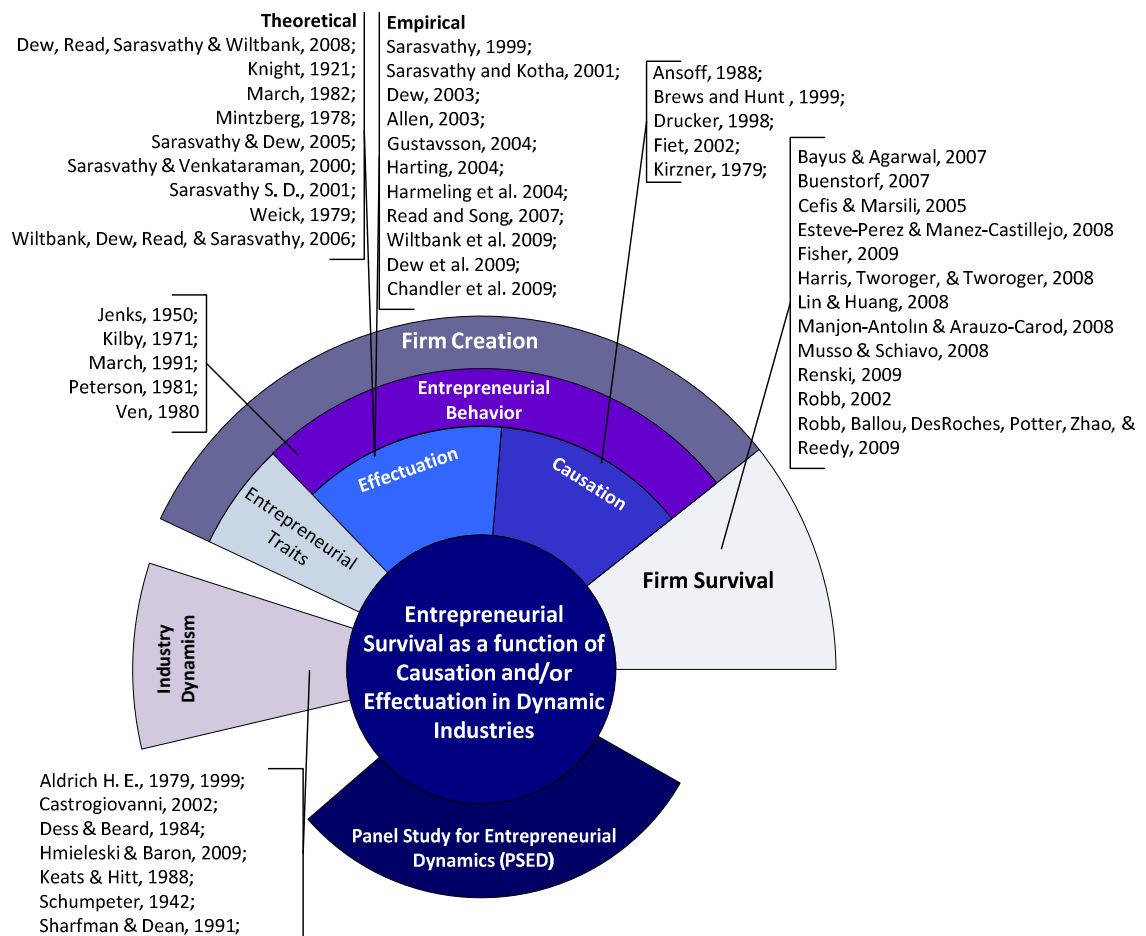 Theoretical
Dew, Read, Sarasvathy & Wiltbank, 2008;
Knight, 1921;
March, 1982;
Mintzberg, 1978;
Sarasvathy & Dew, 2005;
Sarasvathy & Venkataraman, 2000;
Sarasvathy S. D., 2001;
Weick, 1979;
Wiltbank, Dew, Read, & Sarasvathy, 2006;
Empirical
Sarasvathy, 1999;
Sarasvathy and Kotha, 2001;
Dew, 2003;
Allen, 2003;
Gustavsson, 2004;
Harting, 2004;
Harmeling et al. 2004;
Read and Song, 2007;
Wiltbank et al. 2009;
Dew et al. 2009;
Chandler et al. 2009;
Ansoff, 1988;
Brews and Hunt , 1999;
Drucker, 1998;
Fiet, 2002;
Kirzner, 1979;
Bayus & Agarwal, 2007
Buenstorf, 2007
Cefis & Marsili, 2005
Esteve-Perez & Manez-Castillejo, 2008
Fisher, 2009
Harris, Tworoger, & Tworoger, 2008
Lin & Huang, 2008
Manjon-Antolın & Arauzo-Carod, 2008
Musso & Schiavo, 2008
Renski, 2009
Robb, 2002
Robb, Ballou, DesRoches, Potter, Zhao, &
Reedy, 2009
Jenks, 1950;
Kilby, 1971;
March, 1991;
Peterson, 1981;
Ven, 1980
Firm Creation
Entrepreneurial
Behavior
Effectuation
Causation
Entrepreneurial
Traits
Firm Survival
Industry
Dynamism
Entrepreneurial
Survival as a function of
Causation and/or
Effectuation in Dynamic
Industries
Panel Study for Entrepreneurial
Dynamics (PSED)
Aldrich H. E., 1979, 1999;
Castrogiovanni, 2002;
Dess & Beard, 1984;
Hmieleski & Baron, 2009;
Keats & Hitt, 1988;
Schumpeter, 1942;
Sharfman & Dean, 1991;